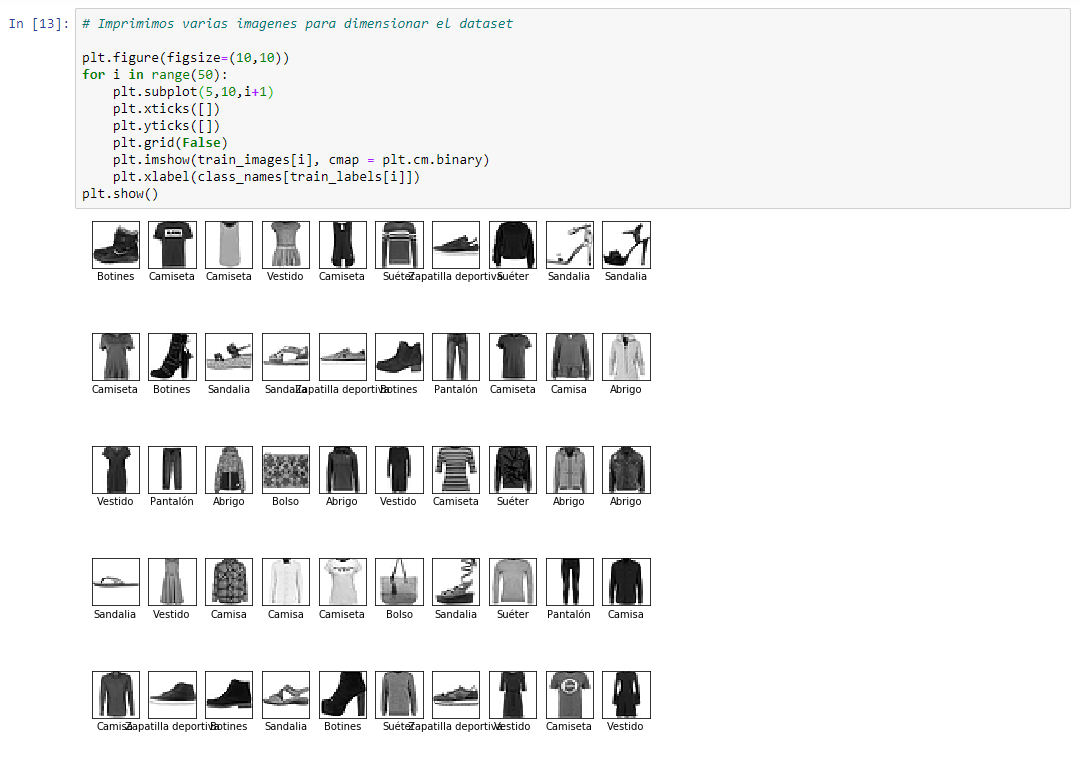 In [13]: # Imprimimos varias imagenes para dimensionar el dataset
plt.figure(figsize=(10,10))
for i in range(50):
    plt.subplot(5,10,i+1)
    plt.xticks([])
    plt.yticks([])
    plt.grid(False)
    plt.imshow(train_images[i], cmap = plt.cm.binary)
    plt.xlabel(class_names[train_labels[i]])
plt.show()
Botines Camiseta Camiseta Vestido Camiseta Suéter Zapatilla deportiva Suéter Sandalia Sandalia
Camiseta Botines Sandalia Sandalia Zapatilla deportiva Botines Pantalón Camiseta Camisa Abrigo
Vestido Pantalón Abrigo Bolso Abrigo Vestido Camiseta Suéter Abrigo Abrigo
Sandalia Vestido Camisa Camisa Camiseta Bolso Sandalia Suéter Pantalón Camisa
Camisa Zapatilla deportiva Botines Sandalia Botines Suéter Zapatilla deportiva Vestido Camiseta Vestido